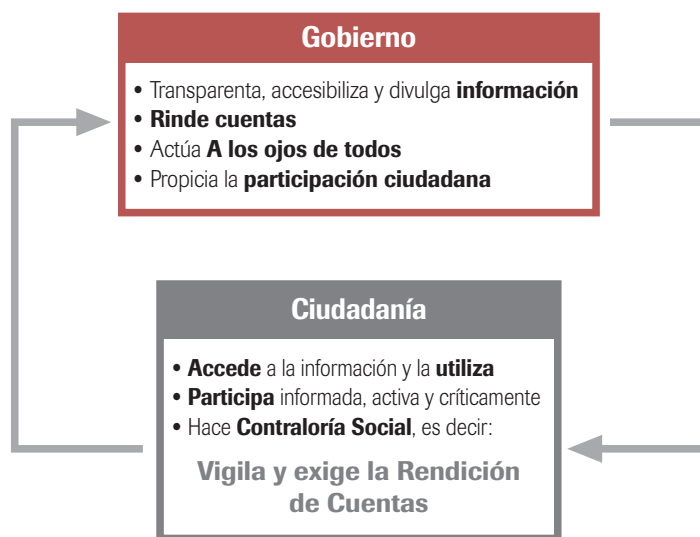 Gobierno
• Transparenta, accesibiliza y divulga información
• Rinde cuentas
• Actúa A los ojos de todos
• Propicia la participación ciudadana
Ciudadanía
• Accede a la información y la utiliza
• Participa informada, activa y críticamente
• Hace Contraloría Social, es decir:
Vigila y exige la Rendición
de Cuentas